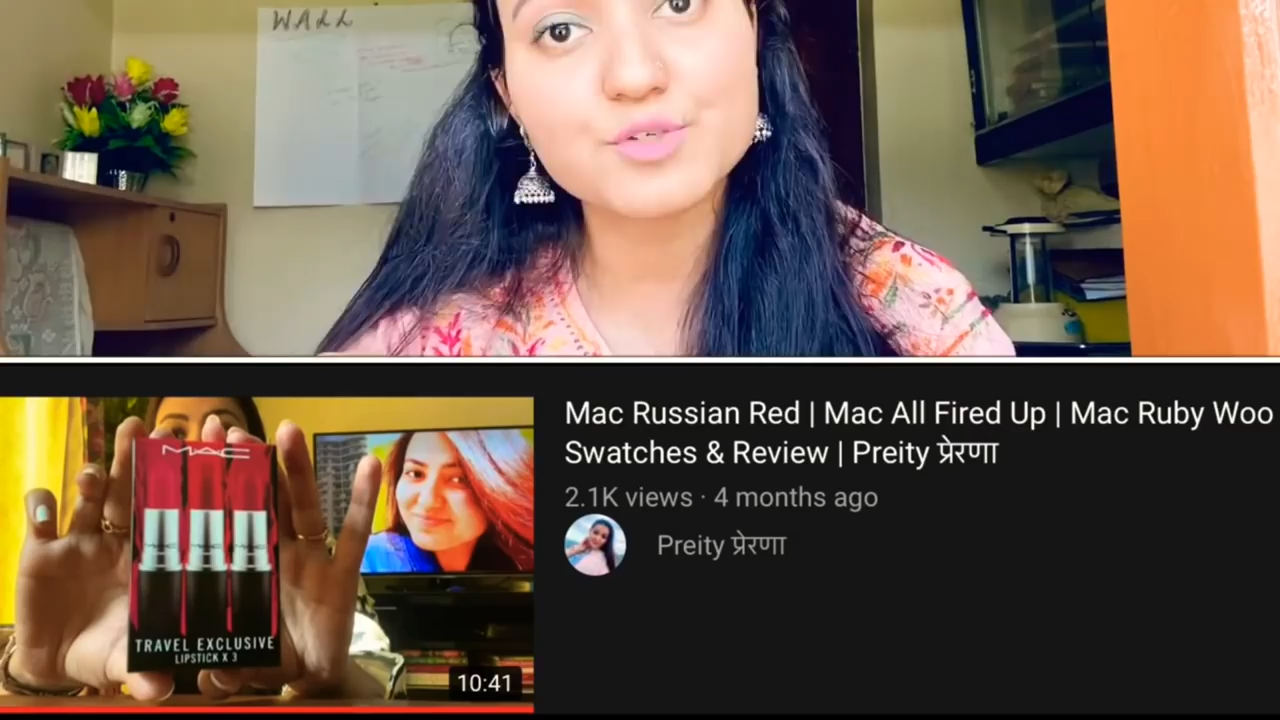 WALL
Mac Russian Red | Mac All Fired Up | Mac Ruby Woo
Swatches & Review | Preity प्रेरणा
2.1K views · 4 months ago
Preity प्रेरणा
MAC
TRAVEL EXCLUSIVE
LIPSTICK X 3
10:41